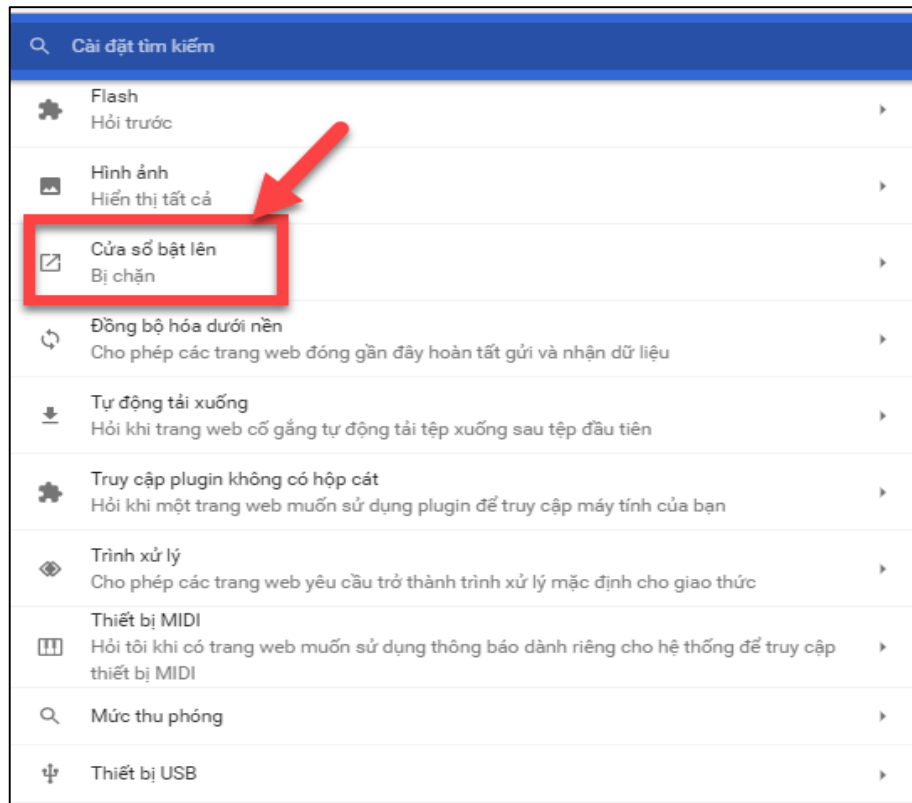 Cài đặt tìm kiếm
Flash
Hỏi trước
Hình ảnh
Hiển thị tất cả
Cửa sổ bật lên
Bị chặn
Đồng bộ hóa dưới nền
Cho phép các trang web đóng gần đây hoàn tất gửi và nhận dữ liệu
Tự động tải xuống
Hỏi khi trang web cố gắng tự động tải tệp xuống sau tệp đầu tiên
Truy cập plugin không có hộp cát
Hỏi khi một trang web muốn sử dụng plugin để truy cập máy tính của bạn
Trình xử lý
Cho phép các trang web yêu cầu trở thành trình xử lý mặc định cho giao thức
Thiết bị MIDI
Hỏi tôi khi có trang web muốn sử dụng thông báo dành riêng cho hệ thống để truy cập
thiết bị MIDI
Mức thu phóng
Thiết bị USB